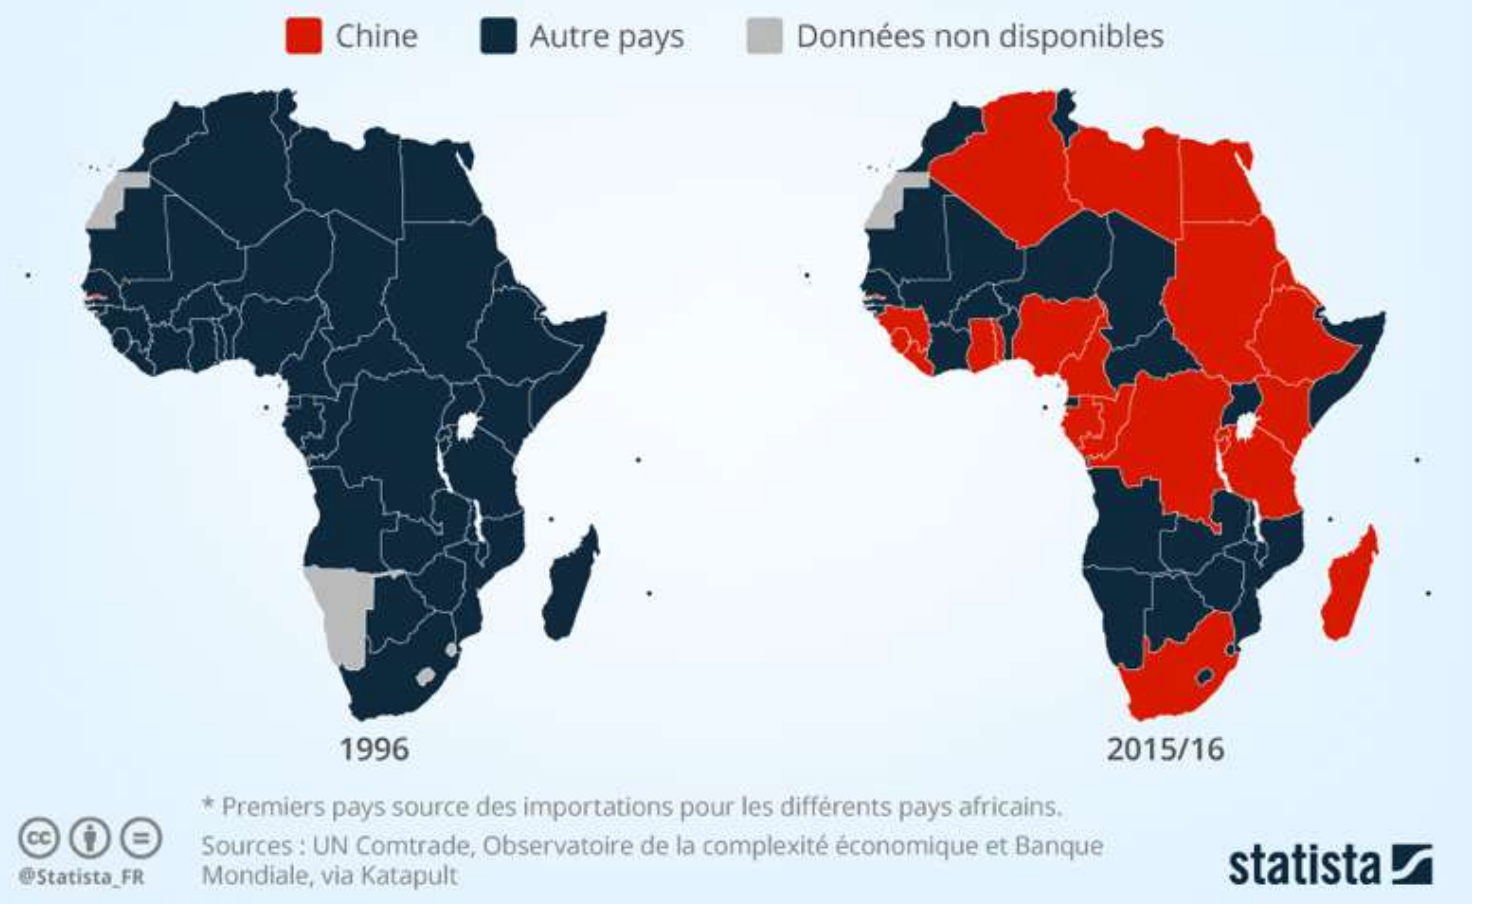 Chine
Autre pays
Données non disponibles
1996
2015/16
* Premiers pays source des importations pour les différents pays africains.
Sources : UN Comtrade, Observatoire de la complexité économique et Banque
Mondiale, via Katapult
cc
@Statista_FR
statista